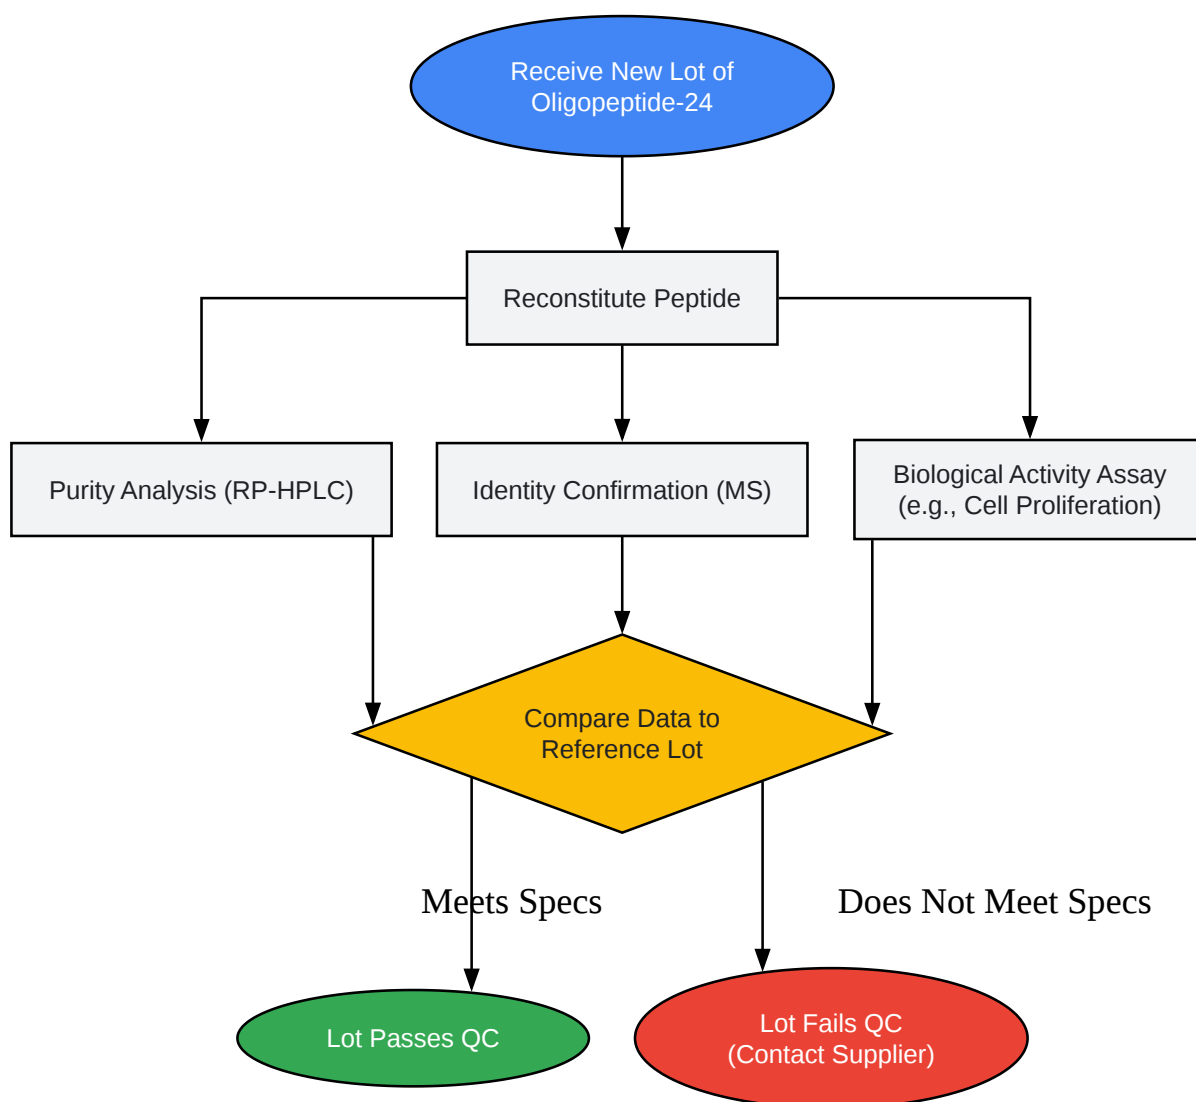 Receive New Lot of
Oligopeptide-24
Reconstitute Peptide
Purity Analysis (RP-HPLC)
Identity Confirmation (MS)
Biological Activity Assay
(e.g., Cell Proliferation)
Compare Data to
Reference Lot
Meets Specs
Does Not Meet Specs
Lot Passes QC
Lot Fails QC
(Contact Supplier)